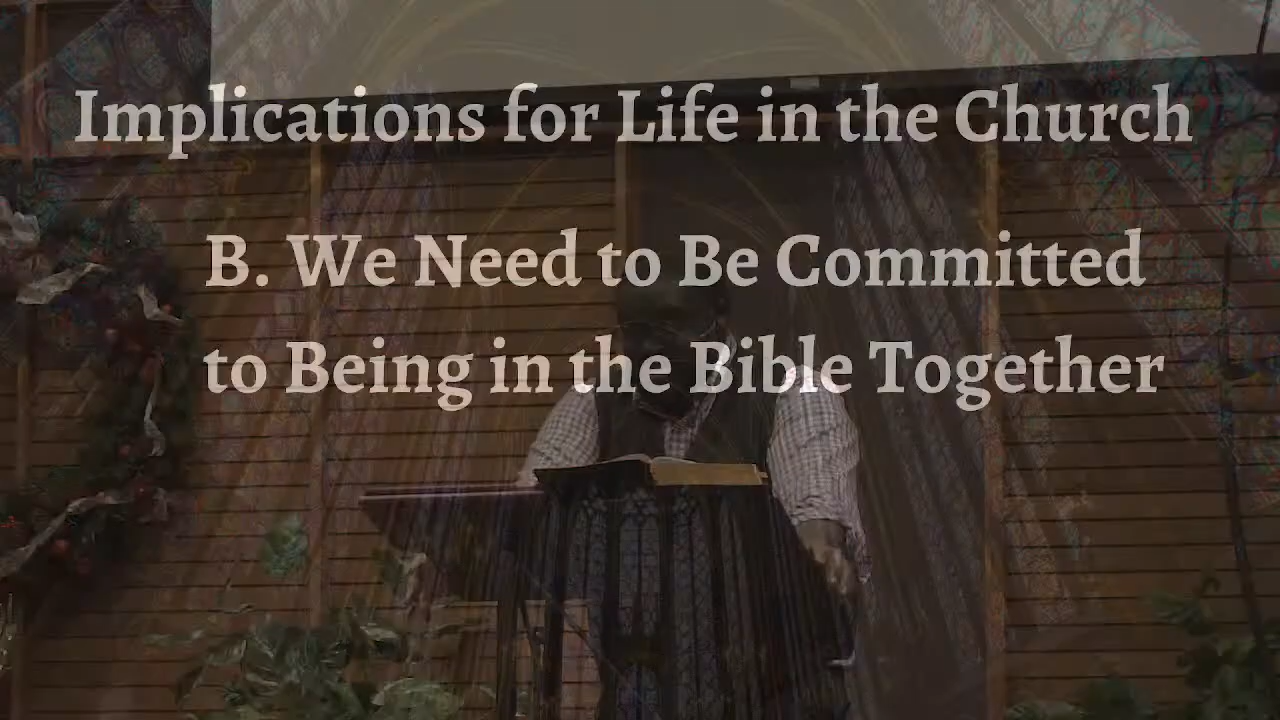 Implications for Life in the Church
B. We Need to Be Committed
to Being in the Bible Together